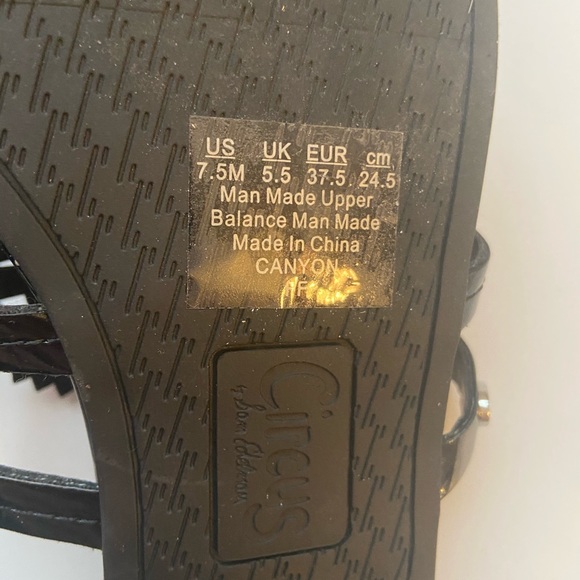 US UK EUR cm
7.5M 5.5 37.5 24.5
Man Made Upper
Balance Man Made
Made In China
CANYON
Circus
by Sam Edelman